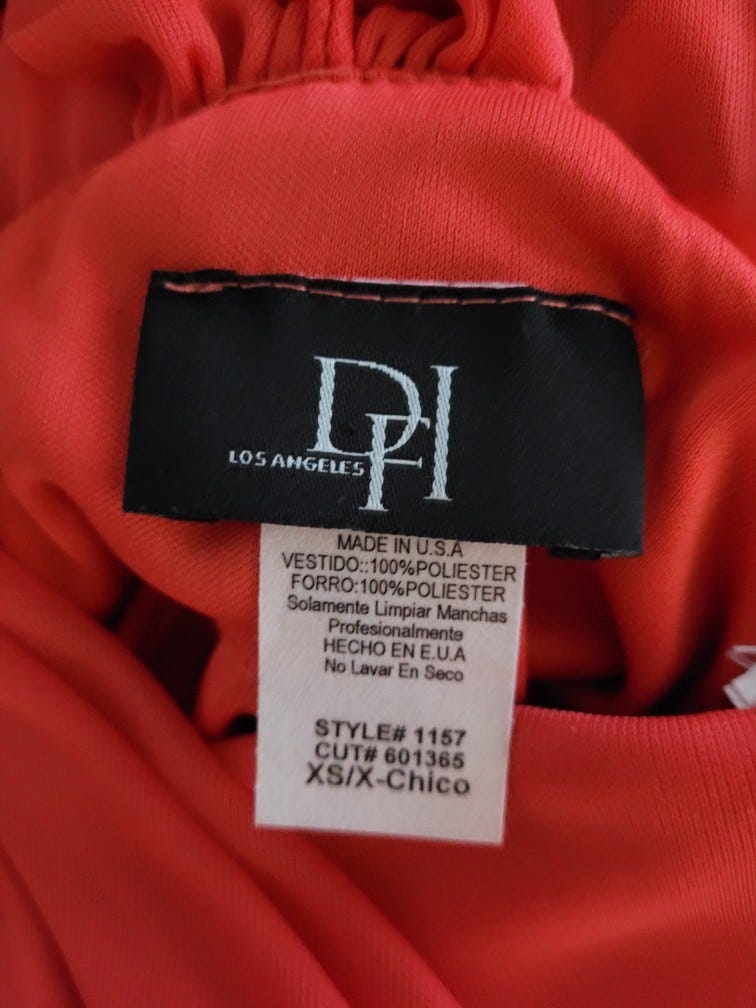 DFI
LOS ANGELES
MADE IN U.S.A
VESTIDO::100%POLIESTER
FORRO:100%POLIESTER
Solamente Limpiar Manchas
Profesionalmente
HECHO EN E.U.A
No Lavar En Seco
STYLE# 1157
CUT# 601365
XS/X-Chico